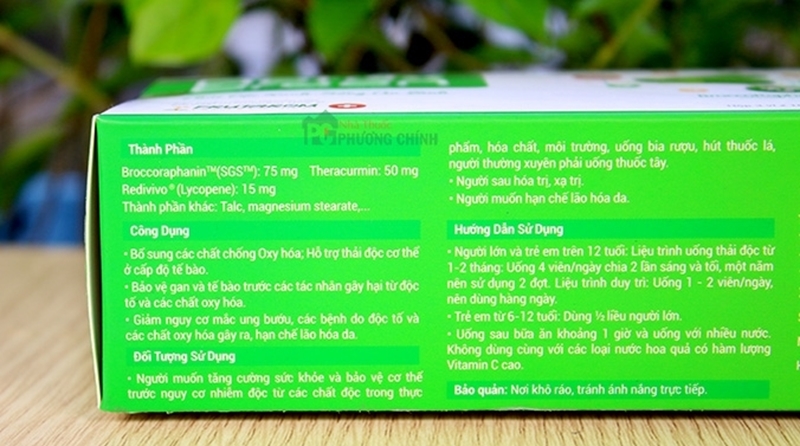 Nhà Thuốc
PHƯƠNG CHÍNH
Thành Phần
Broccoraphanin™(SGS™): 75 mg Theracurmin: 50 mg
Redivivo®(Lycopene): 15 mg
Thành phần khác: Talc, magnesium stearate,...
Công Dụng
• Bổ sung các chất chống Oxy hóa; Hỗ trợ thải độc cơ thể
ở cấp độ tế bào.
• Bảo vệ gan và tế bào trước các tác nhân gây hại từ độc
tố và các chất oxy hóa.
• Giảm nguy cơ mắc ung bướu, các bệnh do độc tố và
các chất oxy hóa gây ra, hạn chế lão hóa da.
Đối Tượng Sử Dụng
• Người muốn tăng cường sức khỏe và bảo vệ cơ thể
trước nguy cơ nhiễm độc từ các chất độc trong thực
phẩm, hóa chất, môi trường, uống bia rượu, hút thuốc lá,
người thường xuyên phải uống thuốc tây.
• Người sau hóa trị, xạ trị.
• Người muốn hạn chế lão hóa da.
Hướng Dẫn Sử Dụng
• Người lớn và trẻ em trên 12 tuổi: Liệu trình uống thải độc từ
1-2 tháng: Uống 4 viên/ngày chia 2 lần sáng và tối, một năm
nên sử dụng 2 đợt. Liệu trình duy trì: Uống 1 - 2 viên/ngày,
nên dùng hàng ngày.
• Trẻ em từ 6-12 tuổi: Dùng ½ liều người lớn.
• Uống sau bữa ăn khoảng 1 giờ và uống với nhiều nước.
Không dùng cùng với các loại nước hoa quả có hàm lượng
Vitamin C cao.
Bảo quản: Nơi khô ráo, tránh ánh nắng trực tiếp.